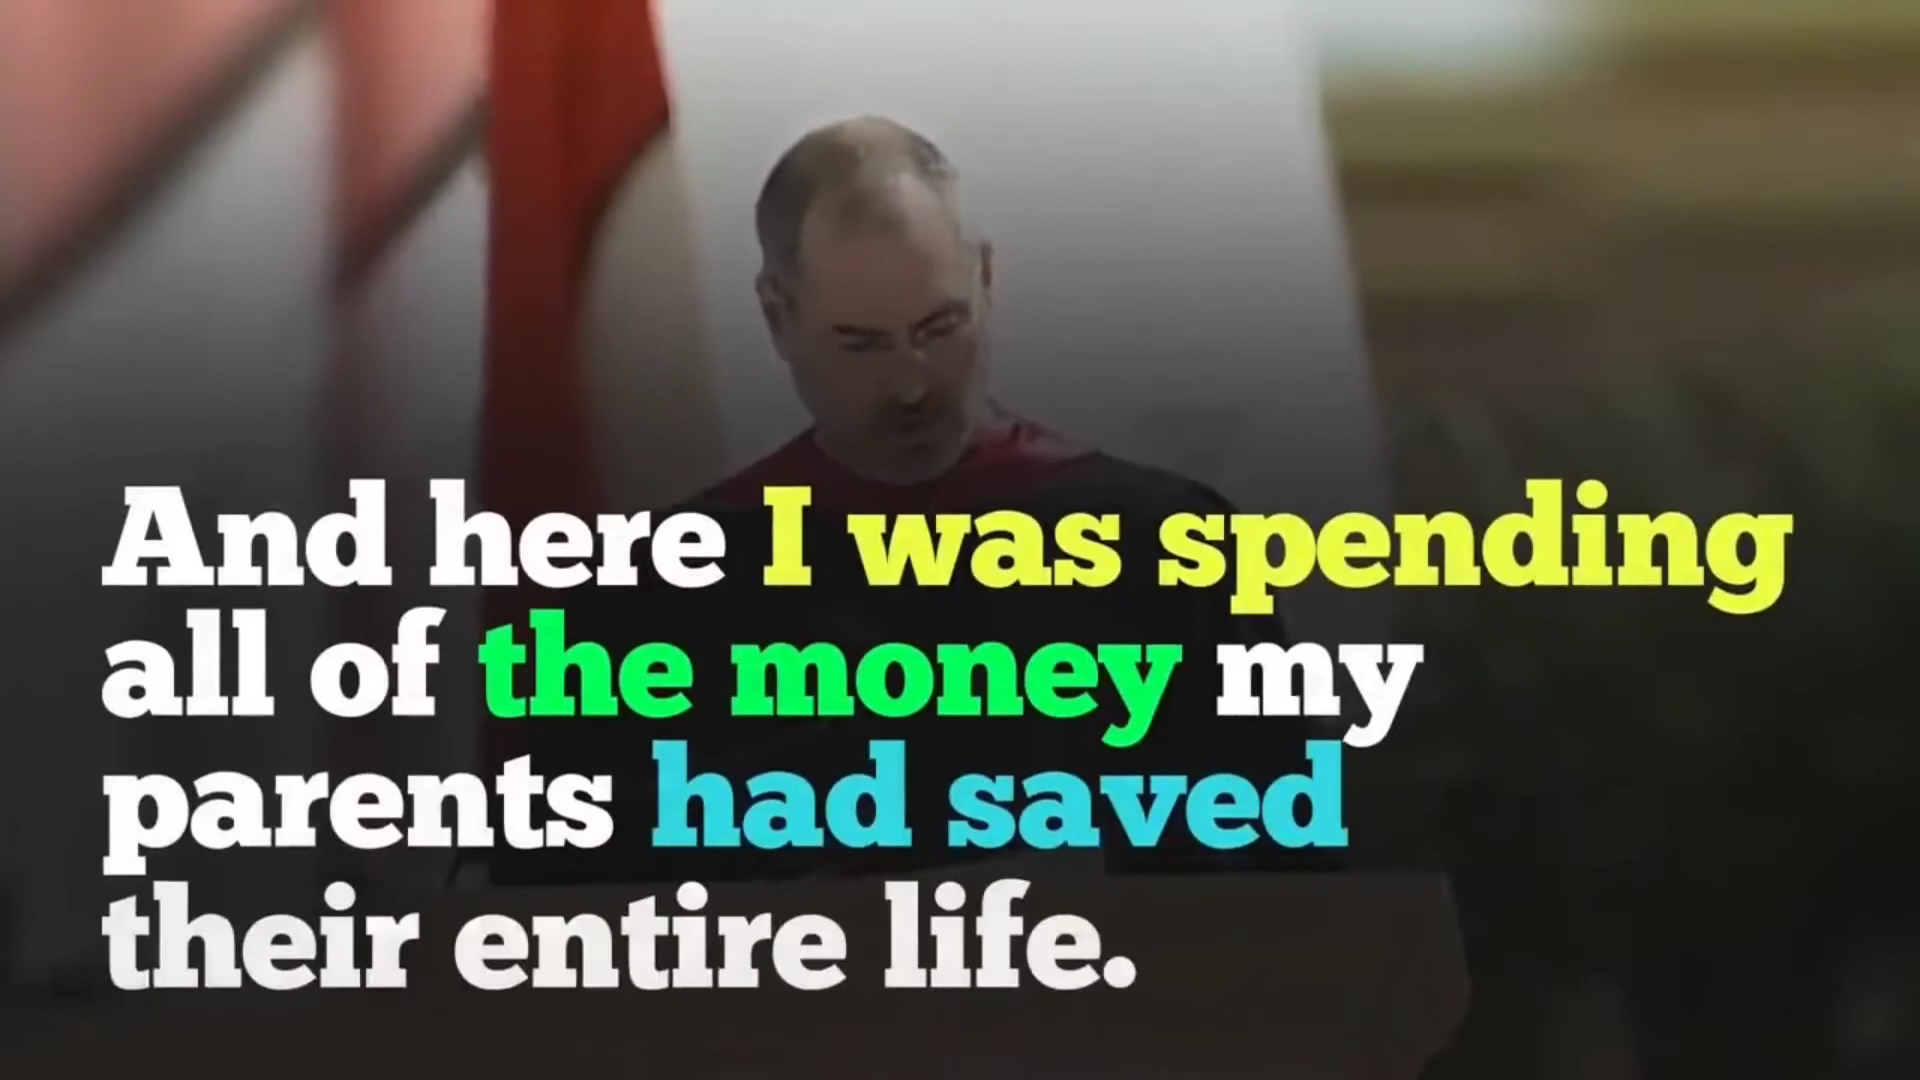 And here I was spending
all of the money my
parents had saved
their entire life.